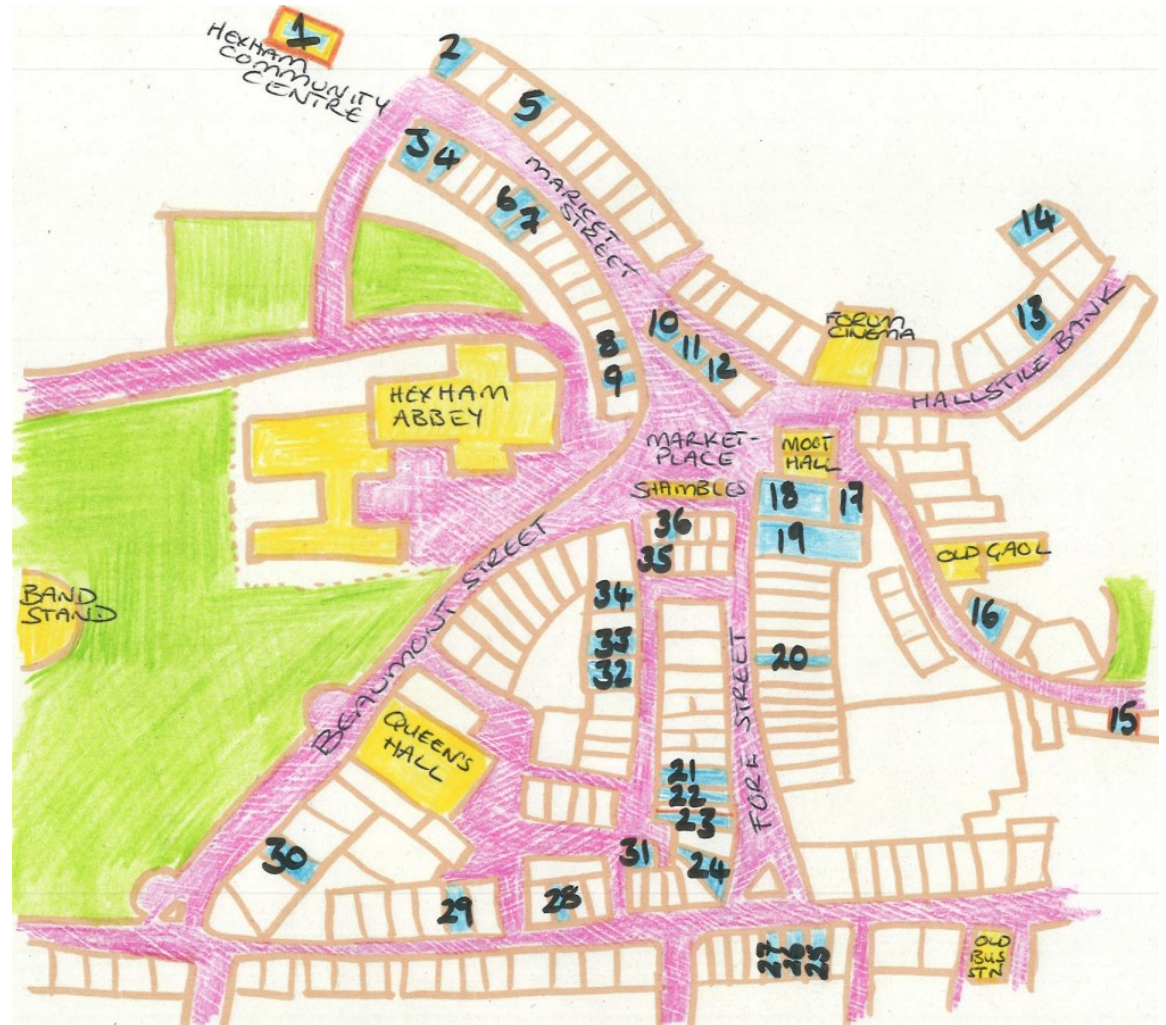 1
HEXHAM
COMMUNITY
CENTRE
2
5
3
4
MARKET
STREET
6
7
14
13
HALLSTILE BANK
FORUM
CINEMA
10
11
12
8
9
HEXHAM
ABBEY
MARKET-
PLACE
MOOT
HALL
SHAMBLES
18
17
19
36
35
OLD GAOL
BAND
STAND
BEAUMONT STREET
34
33
32
16
20
15
QUEEN'S
HALL
FORE STREET
21
22
23
24
31
30
29
28
27
26
25
OLD
BUS
STN